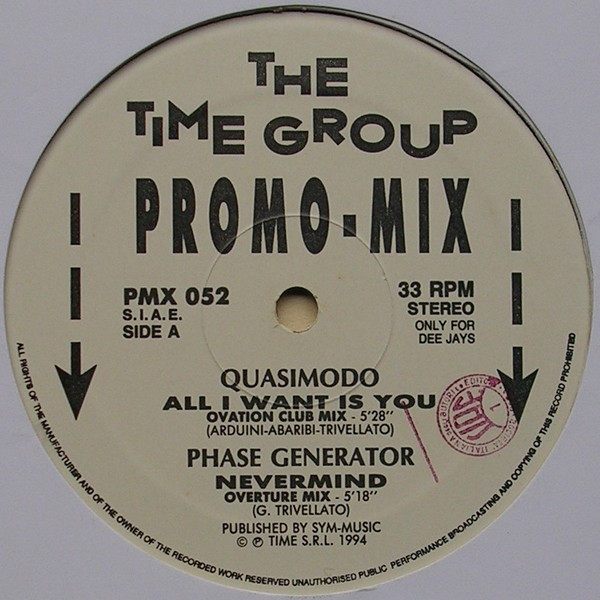 THE
TIME GROUP
PROMO-MIX
PMX 052
S.I.A.E.
SIDE A
33 RPM
STEREO
ONLY FOR
DEE JAYS
QUASIMODO
ALL I WANT IS YOU
OVATION CLUB MIX - 5'28''
(ARDUINI-ABARIBI-TRIVELLATO)
PHASE GENERATOR
NEVERMIND
OVERTURE MIX - 5'18''
(G. TRIVELLATO)
PUBLISHED BY SYM-MUSIC
© ℗ TIME S.R.L. 1994
ALL RIGHTS OF THE MANUFACTURER AND OF THE OWNER OF THE RECORDED WORK RESERVED UNAUTHORISED PUBLIC PERFORMANCE BROADCASTING AND COPYING OF THIS RECORD PROHIBITED